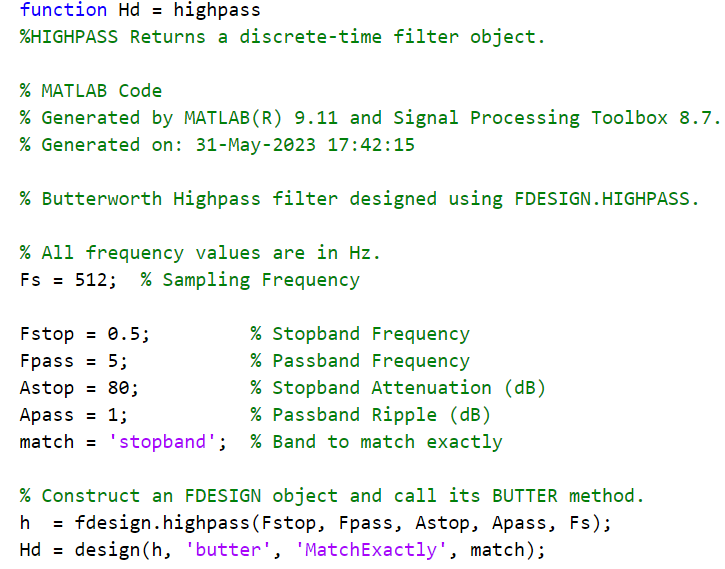 function Hd = highpass
%HIGHPASS Returns a discrete-time filter object.
% MATLAB Code
% Generated by MATLAB(R) 9.11 and Signal Processing Toolbox 8.7.
% Generated on: 31-May-2023 17:42:15
% Butterworth Highpass filter designed using FDESIGN.HIGHPASS.
% All frequency values are in Hz.
Fs = 512;  % Sampling Frequency
Fstop = 0.5;         % Stopband Frequency
Fpass = 5;           % Passband Frequency
Astop = 80;          % Stopband Attenuation (dB)
Apass = 1;           % Passband Ripple (dB)
match = 'stopband';  % Band to match exactly
% Construct an FDESIGN object and call its BUTTER method.
h  = fdesign.highpass(Fstop, Fpass, Astop, Apass, Fs);
Hd = design(h, 'butter', 'MatchExactly', match);